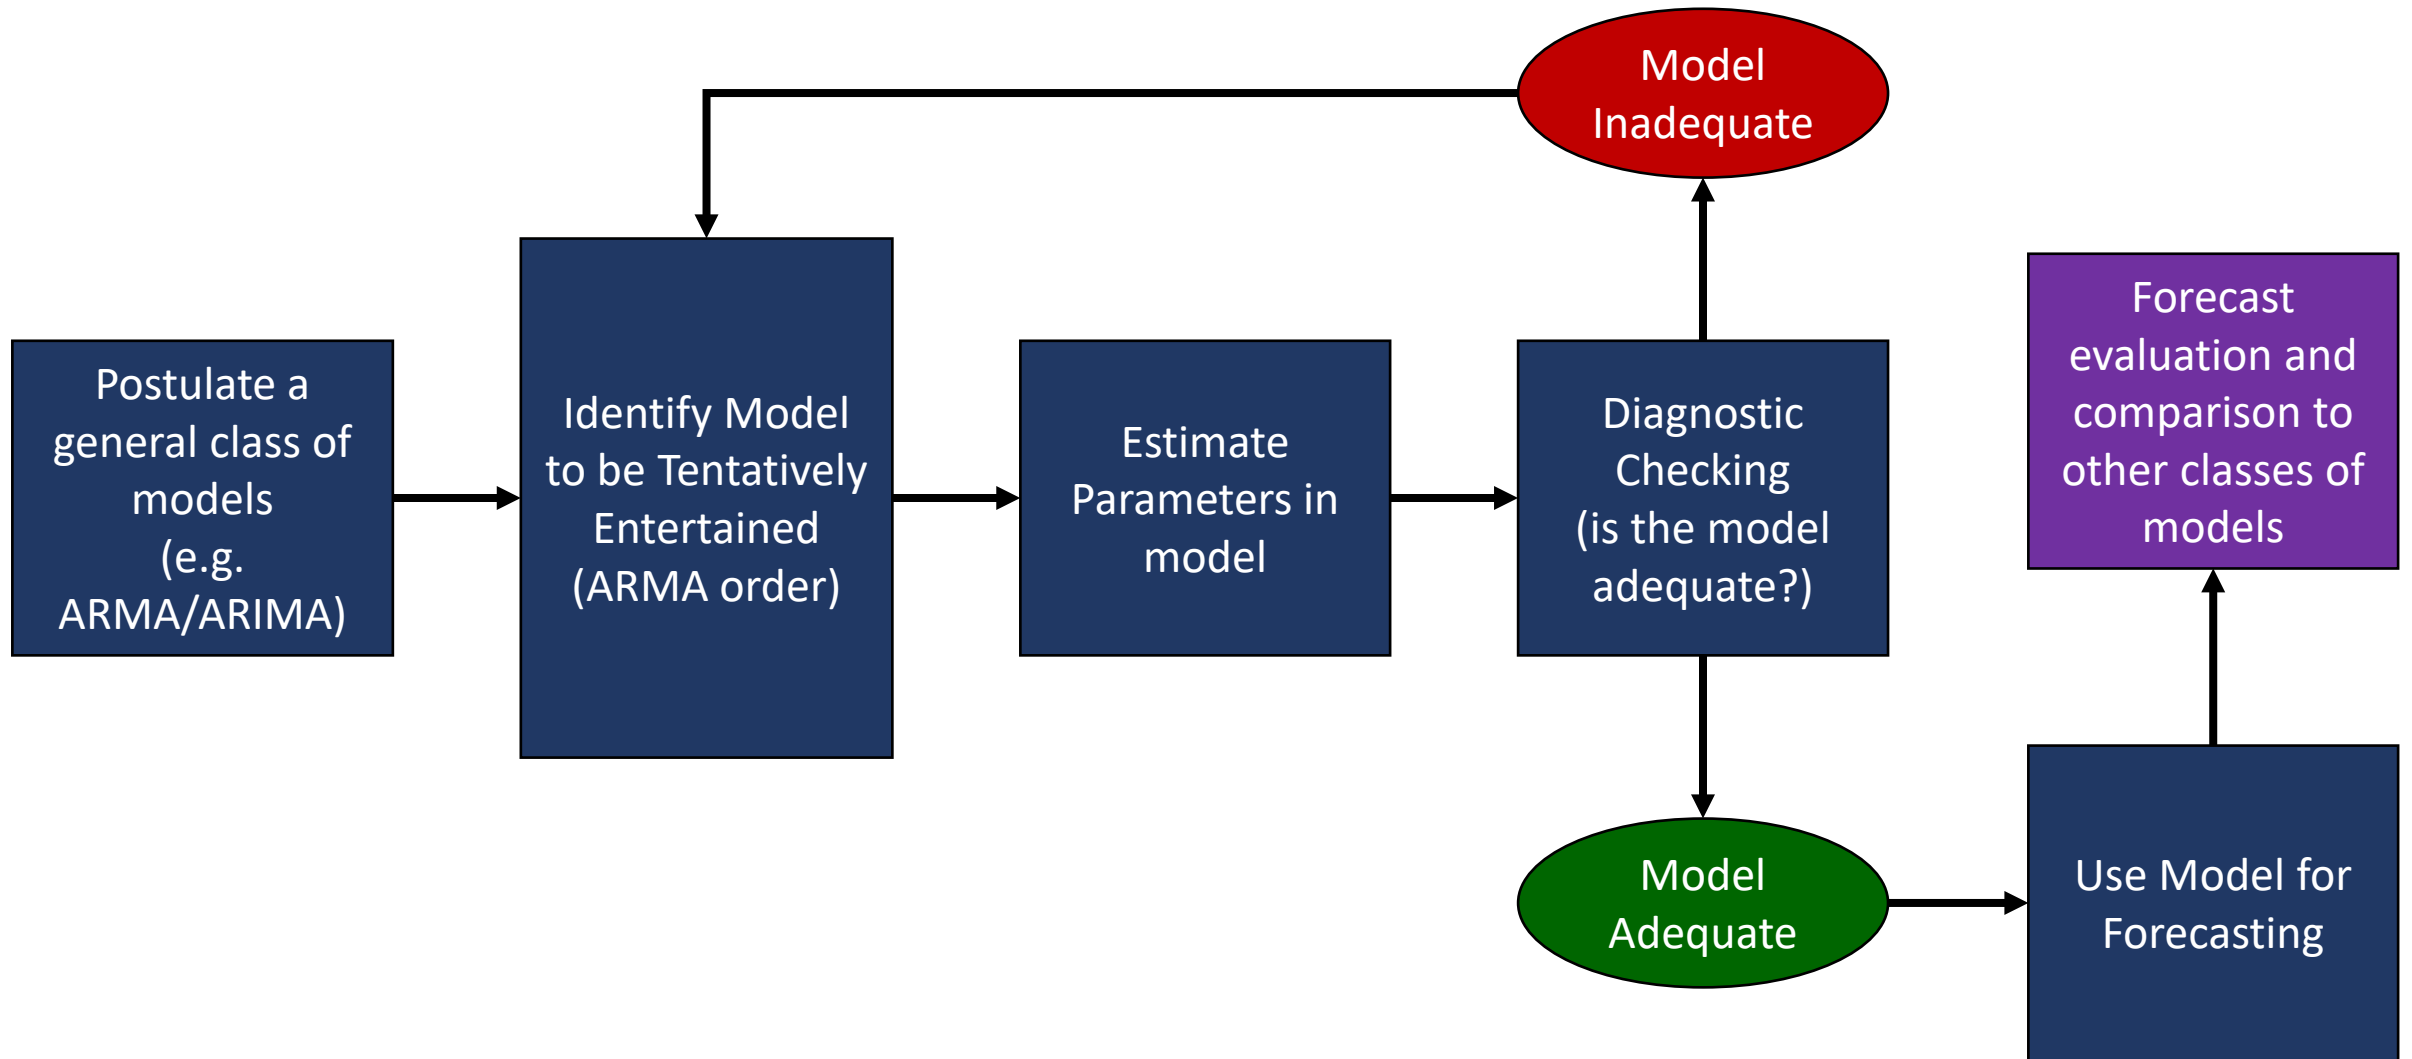 Postulate a
general class of
models
(e.g.
ARMA/ARIMA)
Identify Model
to be Tentatively
Entertained
(ARMA order)
Estimate
Parameters in
model
Diagnostic
Checking
(is the model
adequate?)
Model
Inadequate
Model
Adequate
Use Model for
Forecasting
Forecast
evaluation and
comparison to
other classes of
models